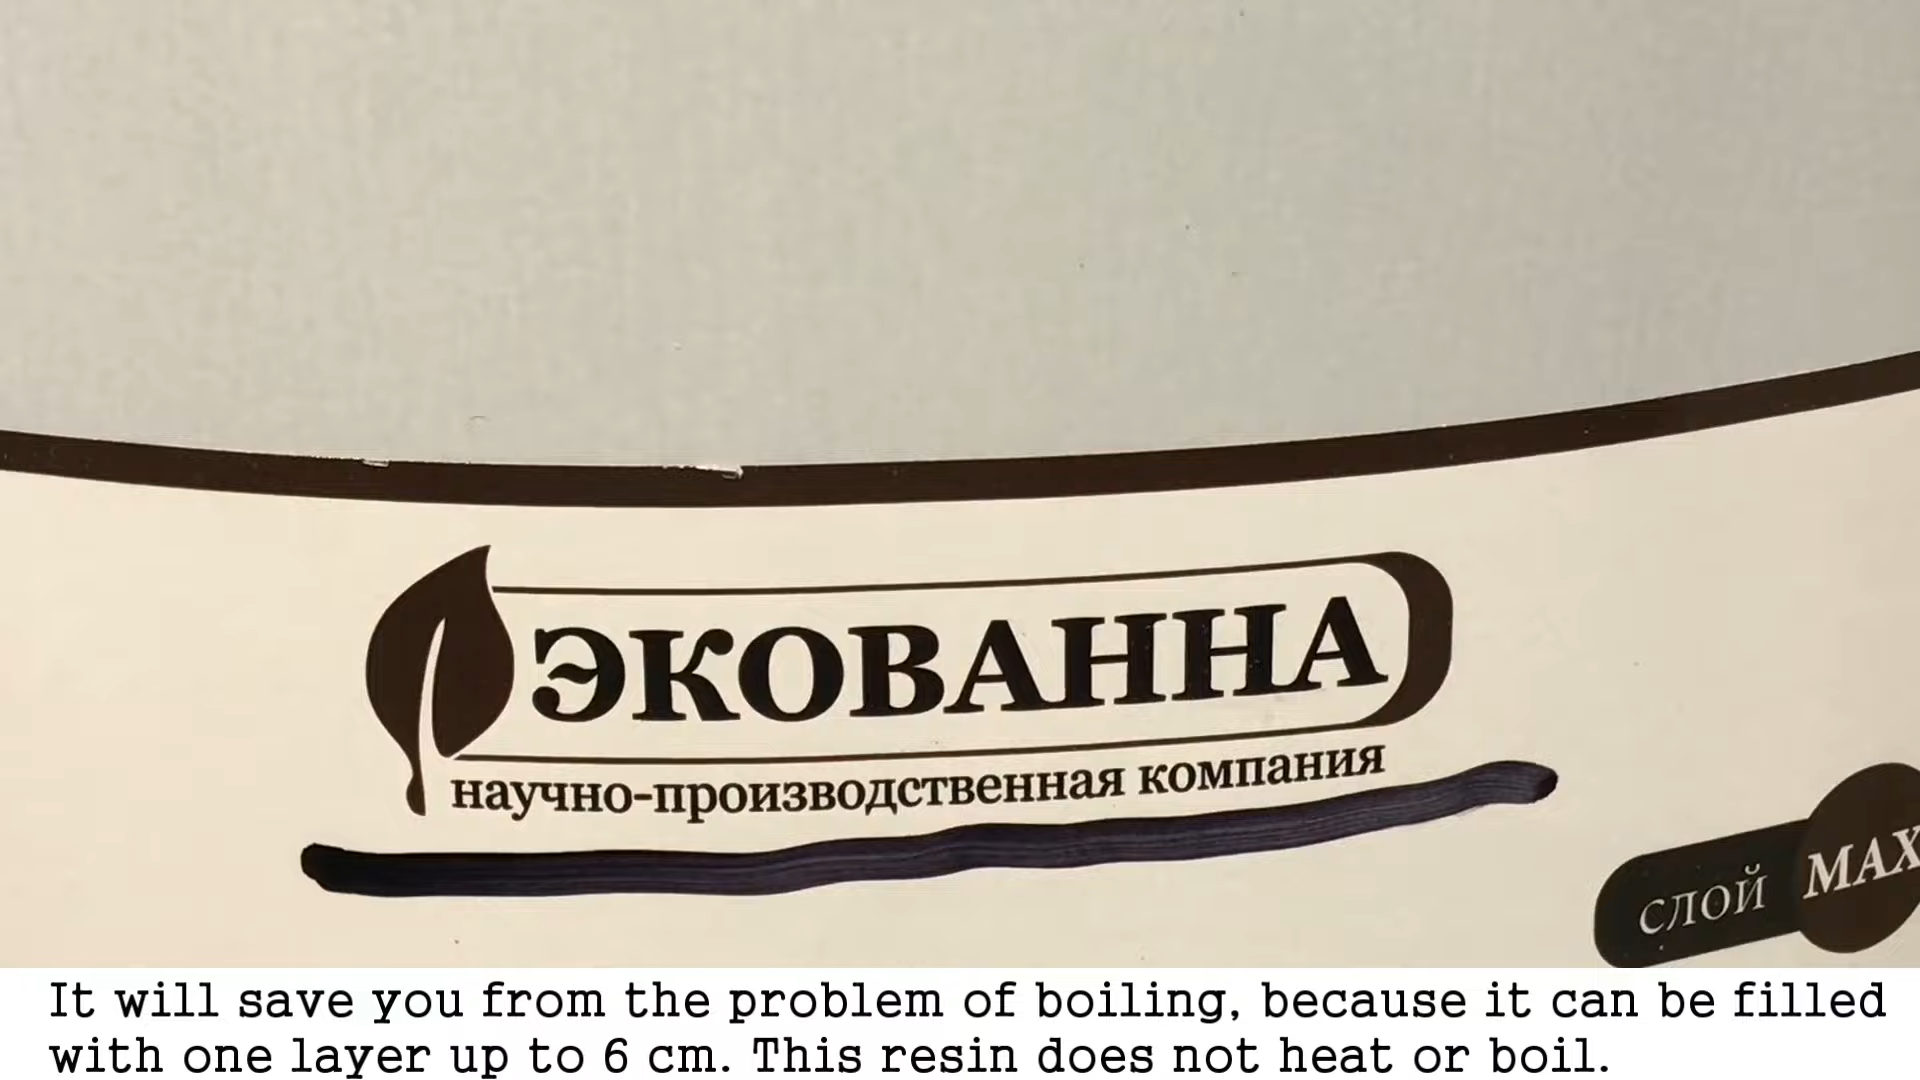 ЭКОВАННА
научно-производственная компания
СЛОЙ MAX
It will save you from the problem of boiling, because it can be filled
with one layer up to 6 cm. This resin does not heat or boil.